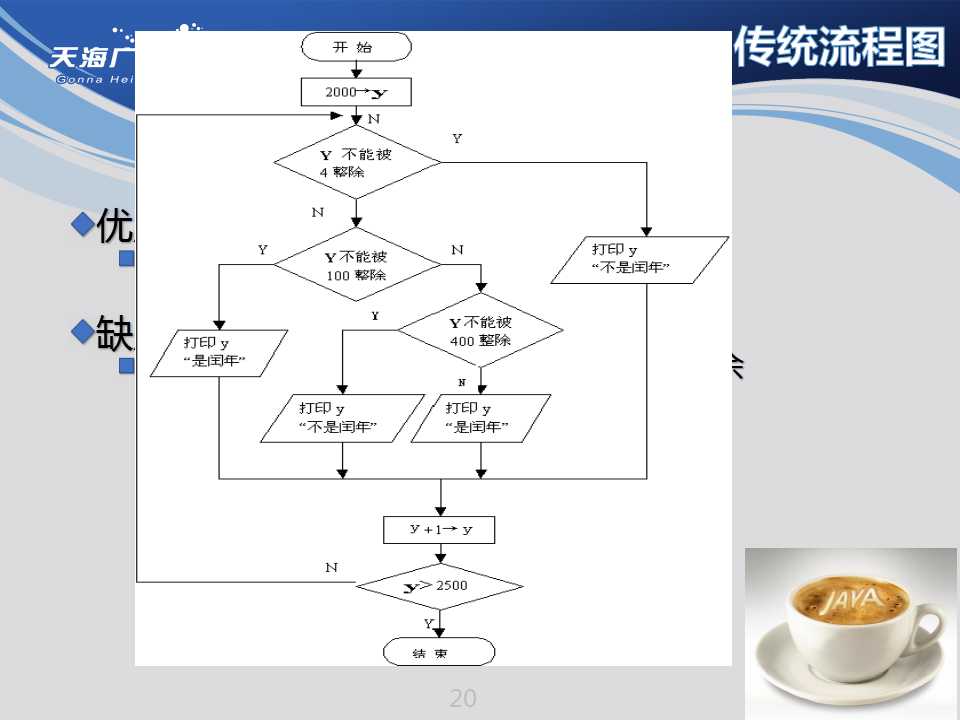 传统流程图
天海广
Gonna Hei
开 始
2000→y
N
Y
Y 不能被
4 整除
N
Y
Y 不能被
100 整除
N
打印 y
“不是闰年”
Y
Y 不能被
400 整除
打印 y
“是闰年”
N
打印 y
“不是闰年”
打印 y
“是闰年”
y +1→ y
N
y> 2500
Y
结 束
优
缺
JAVA
20